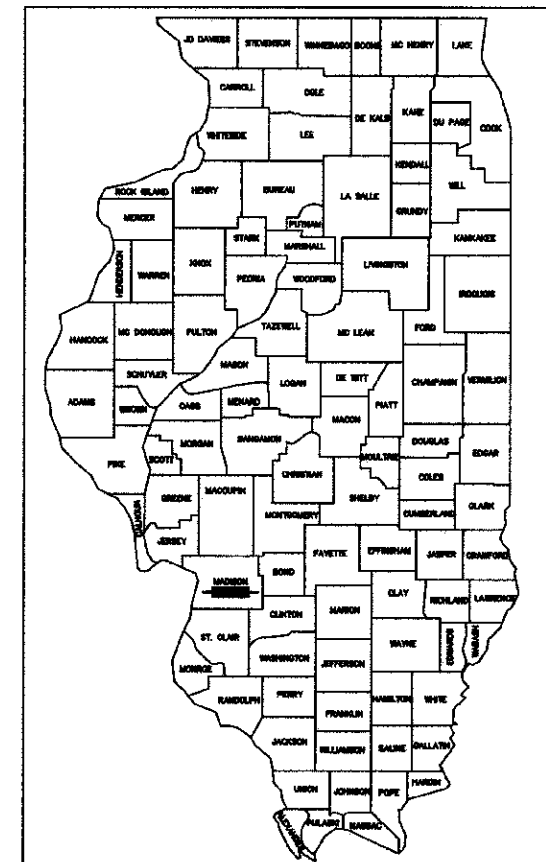 JO DAVIESS
STEVENSON
WINNEBAGO
BOONE
MC HENRY
LAKE
CARROLL
OGLE
DE KALB
KANE
DU PAGE
COOK
WHITESIDE
LEE
KENDALL
WILL
ROCK ISLAND
HENRY
BUREAU
LA SALLE
GRUNDY
MERCER
PUTNAM
STARK
MARSHALL
KANKAKEE
HENDERSON
WARREN
KNOX
PEORIA
WOODFORD
LIVINGSTON
IROQUOIS
HANCOCK
MC DONOUGH
FULTON
TAZEWELL
MC LEAN
FORD
MASON
SCHUYLER
LOGAN
DE WITT
CHAMPAIGN
VERMILION
ADAMS
BROWN
CASS
MENARD
MACON
PIATT
PIKE
SCOTT
MORGAN
SANGAMON
DOUGLAS
MOULTRIE
EDGAR
CHRISTIAN
COLES
CALHOUN
GREENE
MACOUPIN
SHELBY
CUMBERLAND
CLARK
MONTGOMERY
JERSEY
FAYETTE
EFFINGHAM
JASPER
CRAWFORD
BOND
MADISON
CLAY
RICHLAND
LAWRENCE
CLINTON
MARION
ST. CLAIR
WAYNE
EDWARDS
WABASH
WASHINGTON
JEFFERSON
MONROE
RANDOLPH
PERRY
HAMILTON
WHITE
FRANKLIN
JACKSON
WILLIAMSON
SALINE
GALLATIN
UNION
JOHNSON
POPE
HARDIN
ALEXANDER
PULASKI
MASSAC